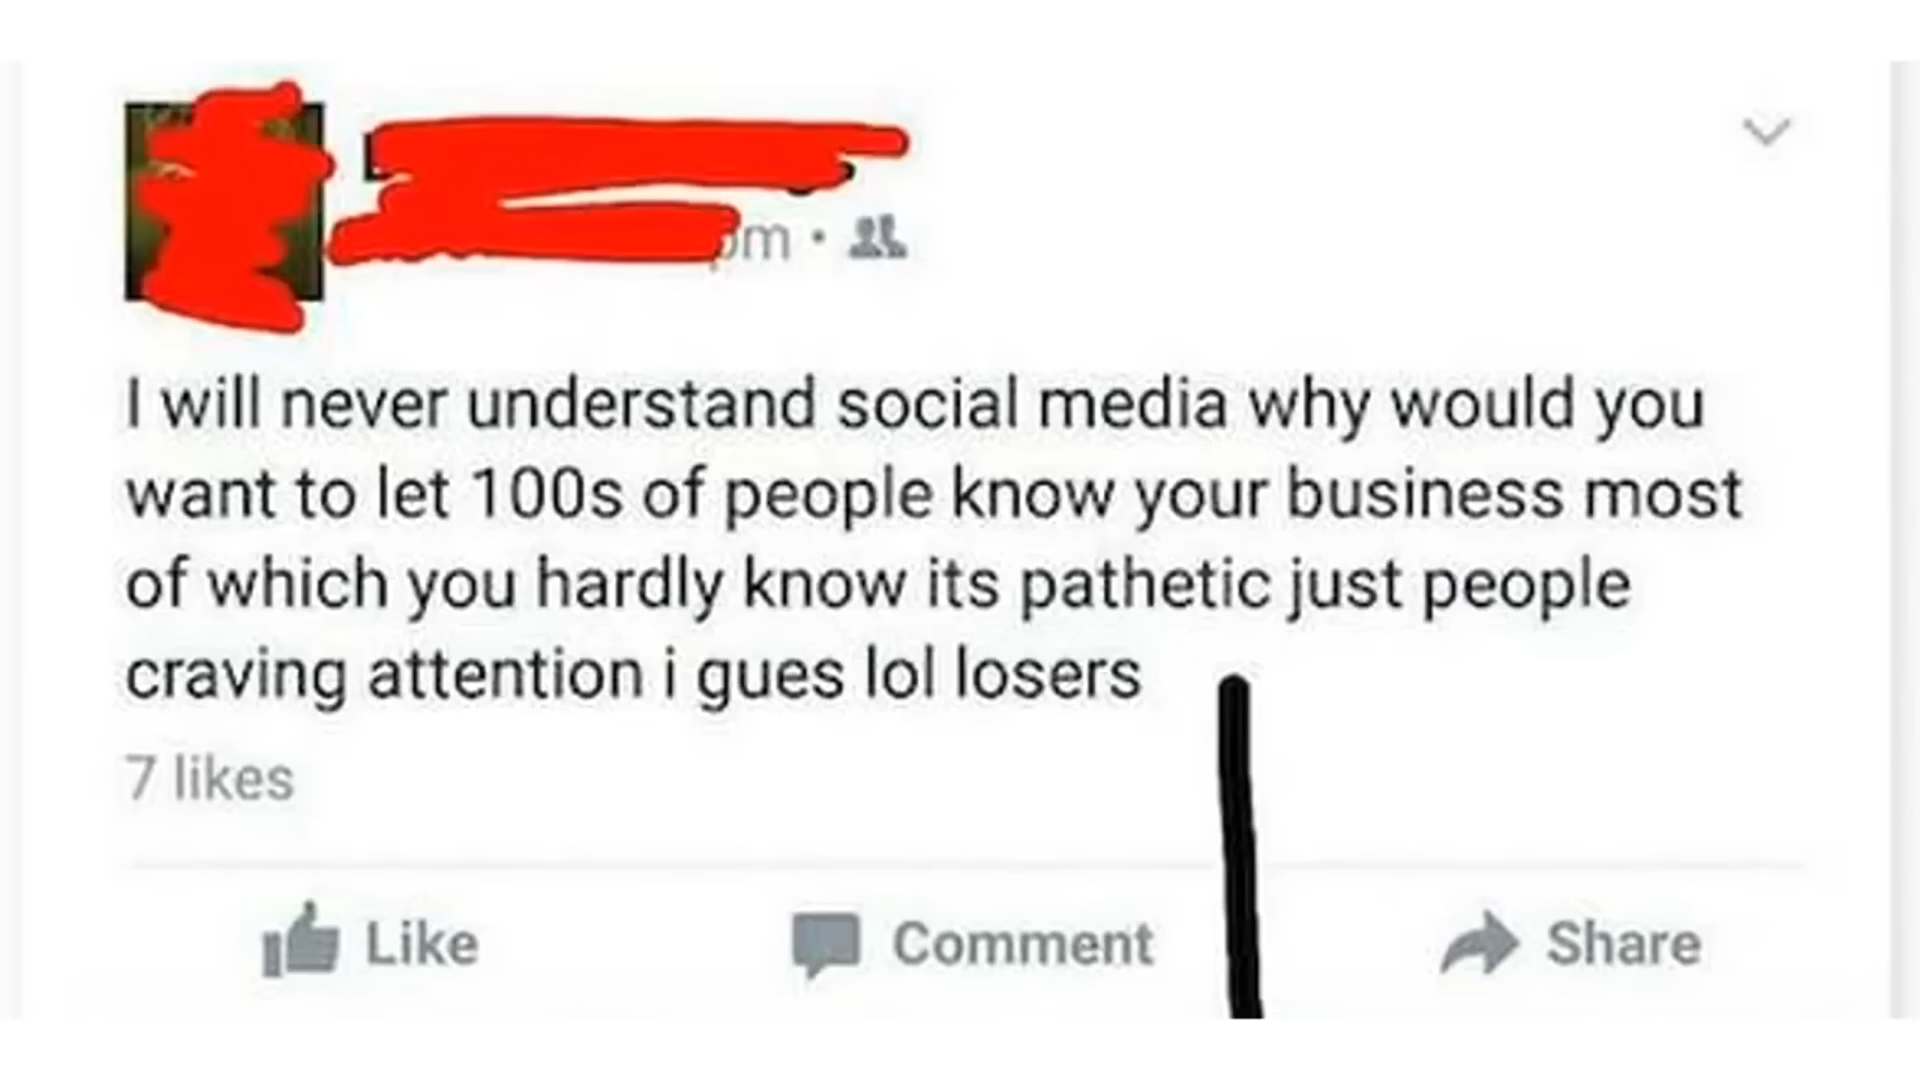 pm •
I will never understand social media why would you
want to let 100s of people know your business most
of which you hardly know its pathetic just people
craving attention i gues lol losers
7 likes
Like Comment Share